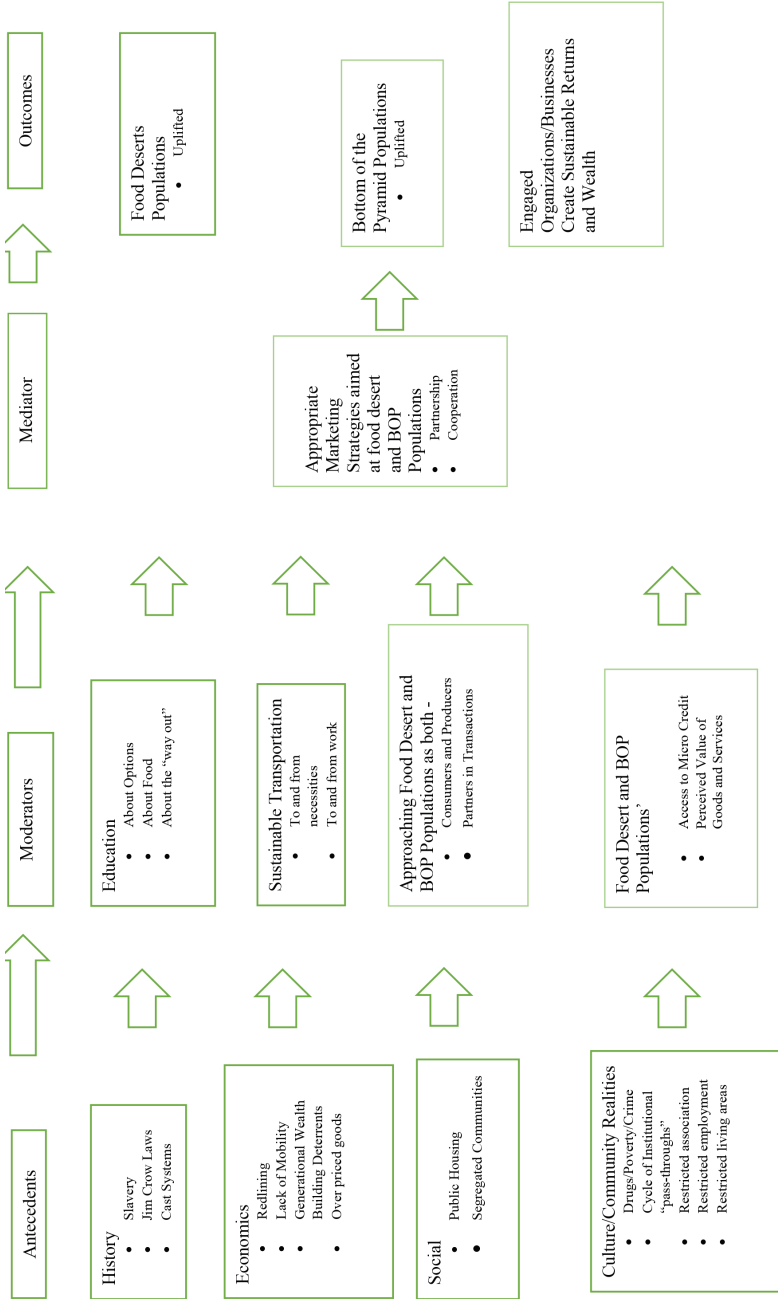 Antecedents
Moderators
Mediator
Outcomes
History
• Slavery
• Jim Crow Laws
• Cast Systems
Economics
• Redlining
• Lack of Mobility
• Generational Wealth
Building Deterrents
• Over priced goods
Social
• Public Housing
• Segregated Communities
Culture/Community Realities
• Drugs/Poverty/Crime
• Cycle of Institutional
“pass-throughs”
• Restricted association
• Restricted employment
• Restricted living areas
Education
• About Options
• About Food
• About the “way out”
Sustainable Transportation
• To and from
necessities
• To and from work
Approaching Food Desert and
BOP Populations as both -
• Consumers and Producers
• Partners in Transactions
Food Desert and BOP
Populations’
• Access to Micro Credit
• Perceived Value of
Goods and Services
Appropriate
Marketing
Strategies aimed
at food desert
and BOP
Populations
• Partnership
• Cooperation
Food Deserts
Populations
• Uplifted
Bottom of the
Pyramid Populations
• Uplifted
Engaged
Organizations/Businesses
Create Sustainable Returns
and Wealth